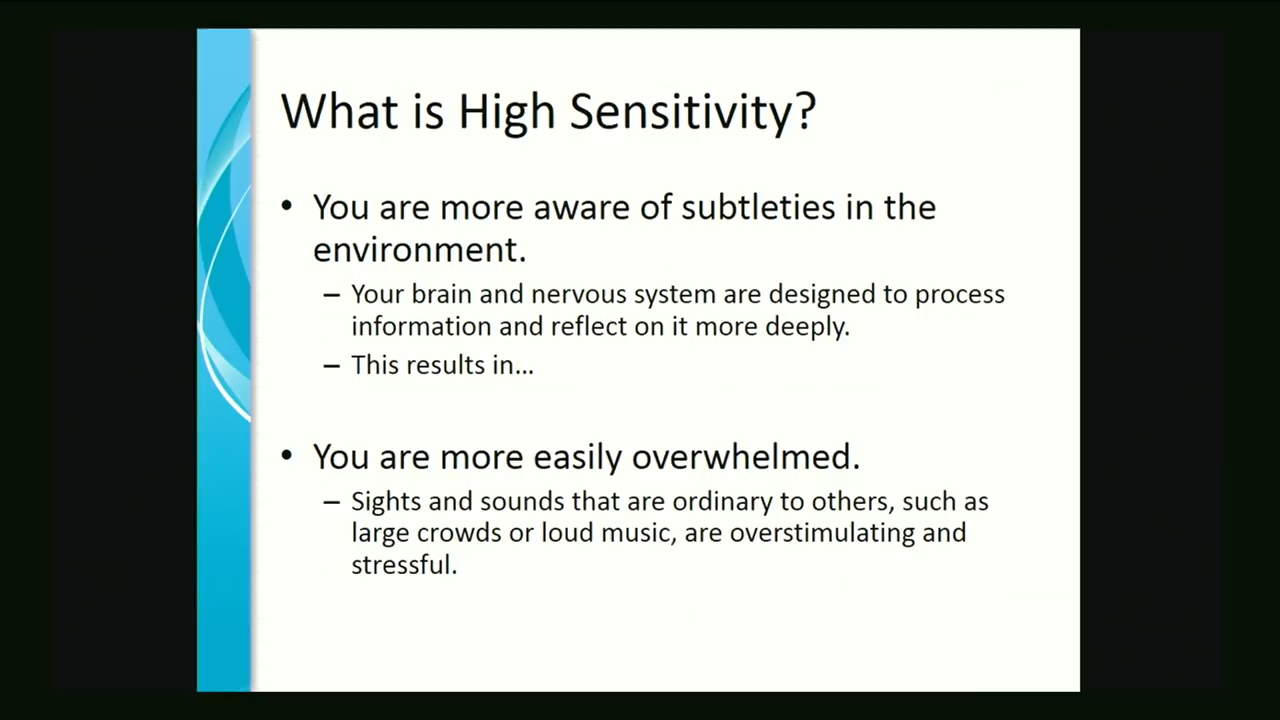 What is High Sensitivity?
• You are more aware of subtleties in the
environment.
– Your brain and nervous system are designed to process
information and reflect on it more deeply.
– This results in...
• You are more easily overwhelmed.
– Sights and sounds that are ordinary to others, such as
large crowds or loud music, are overstimulating and
stressful.